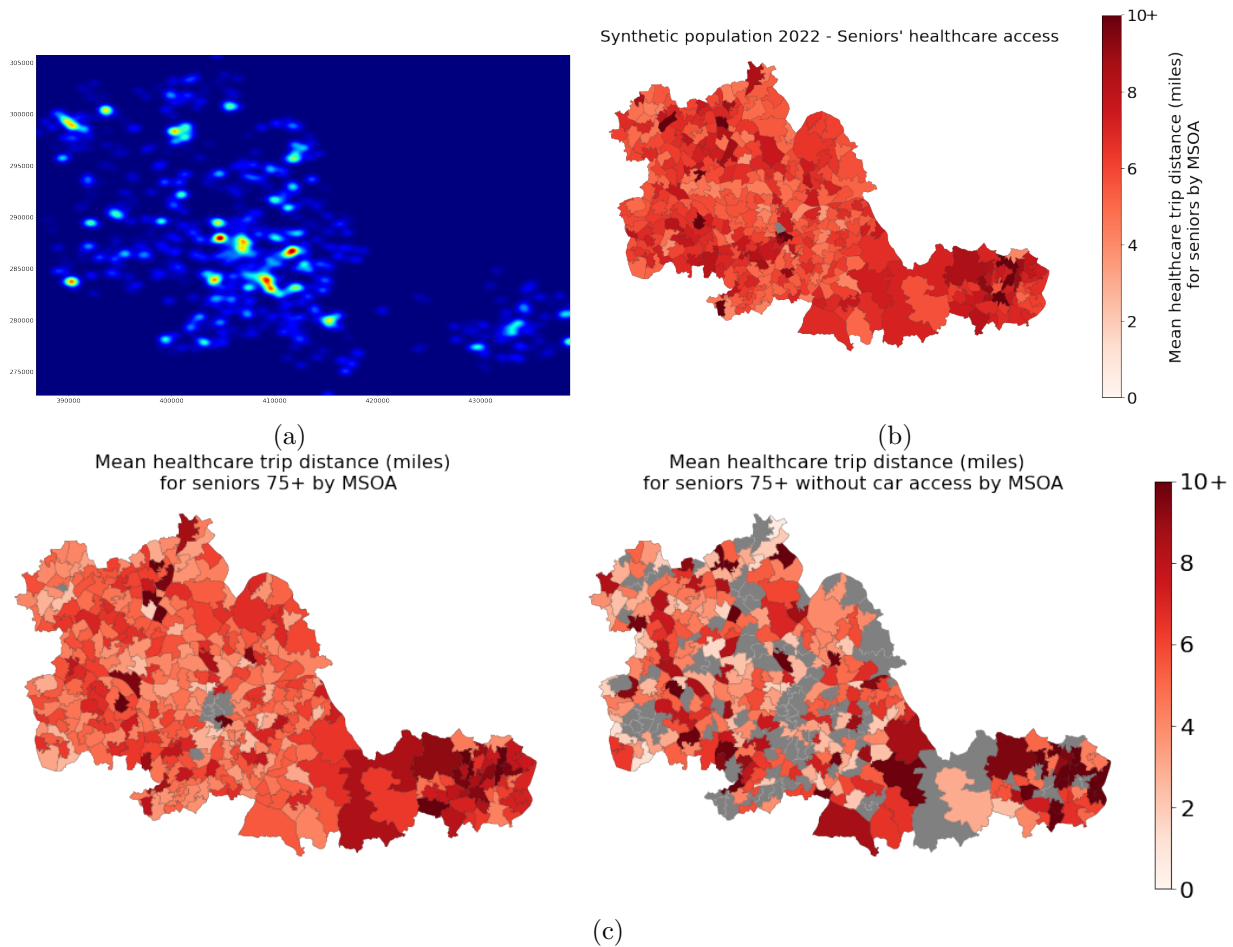 305000
300000
295000
290000
285000
280000
275000
390000 400000 410000 420000 430000
(a)
Synthetic population 2022 - Seniors' healthcare access
10+
8
6
4
2
0
Mean healthcare trip distance (miles)
for seniors by MSOA
(b)
Mean healthcare trip distance (miles)
for seniors 75+ by MSOA
Mean healthcare trip distance (miles)
for seniors 75+ without car access by MSOA
10+
8
6
4
2
0
(c)